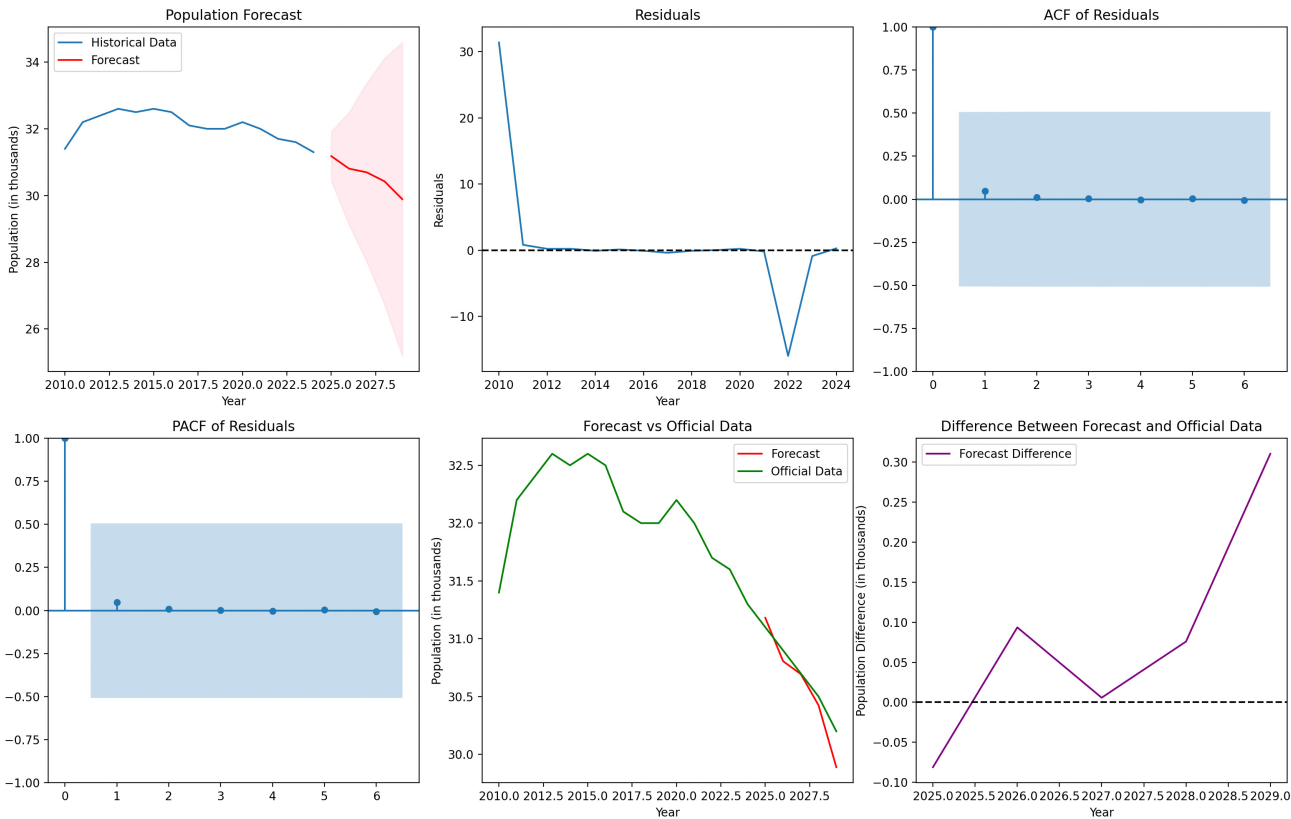 Population Forecast
Historical Data
Forecast
Population (in thousands)
34
32
30
28
26
2010.0 2012.5 2015.0 2017.5 2020.0 2022.5 2025.0 2027.5
Year
Residuals
Residuals
30
20
10
0
−10
2010 2012 2014 2016 2018 2020 2022 2024
Year
ACF of Residuals
1.00
0.75
0.50
0.25
0.00
−0.25
−0.50
−0.75
−1.00
0 1 2 3 4 5 6
PACF of Residuals
1.00
0.75
0.50
0.25
0.00
−0.25
−0.50
−0.75
−1.00
0 1 2 3 4 5 6
Forecast vs Official Data
Forecast
Official Data
Population (in thousands)
32.5
32.0
31.5
31.0
30.5
30.0
2010.0 2012.5 2015.0 2017.5 2020.0 2022.5 2025.0 2027.5
Year
Difference Between Forecast and Official Data
Forecast Difference
Population Difference (in thousands)
0.30
0.25
0.20
0.15
0.10
0.05
0.00
−0.05
−0.10
2025.0 2025.5 2026.0 2026.5 2027.0 2027.5 2028.0 2028.5 2029.0
Year